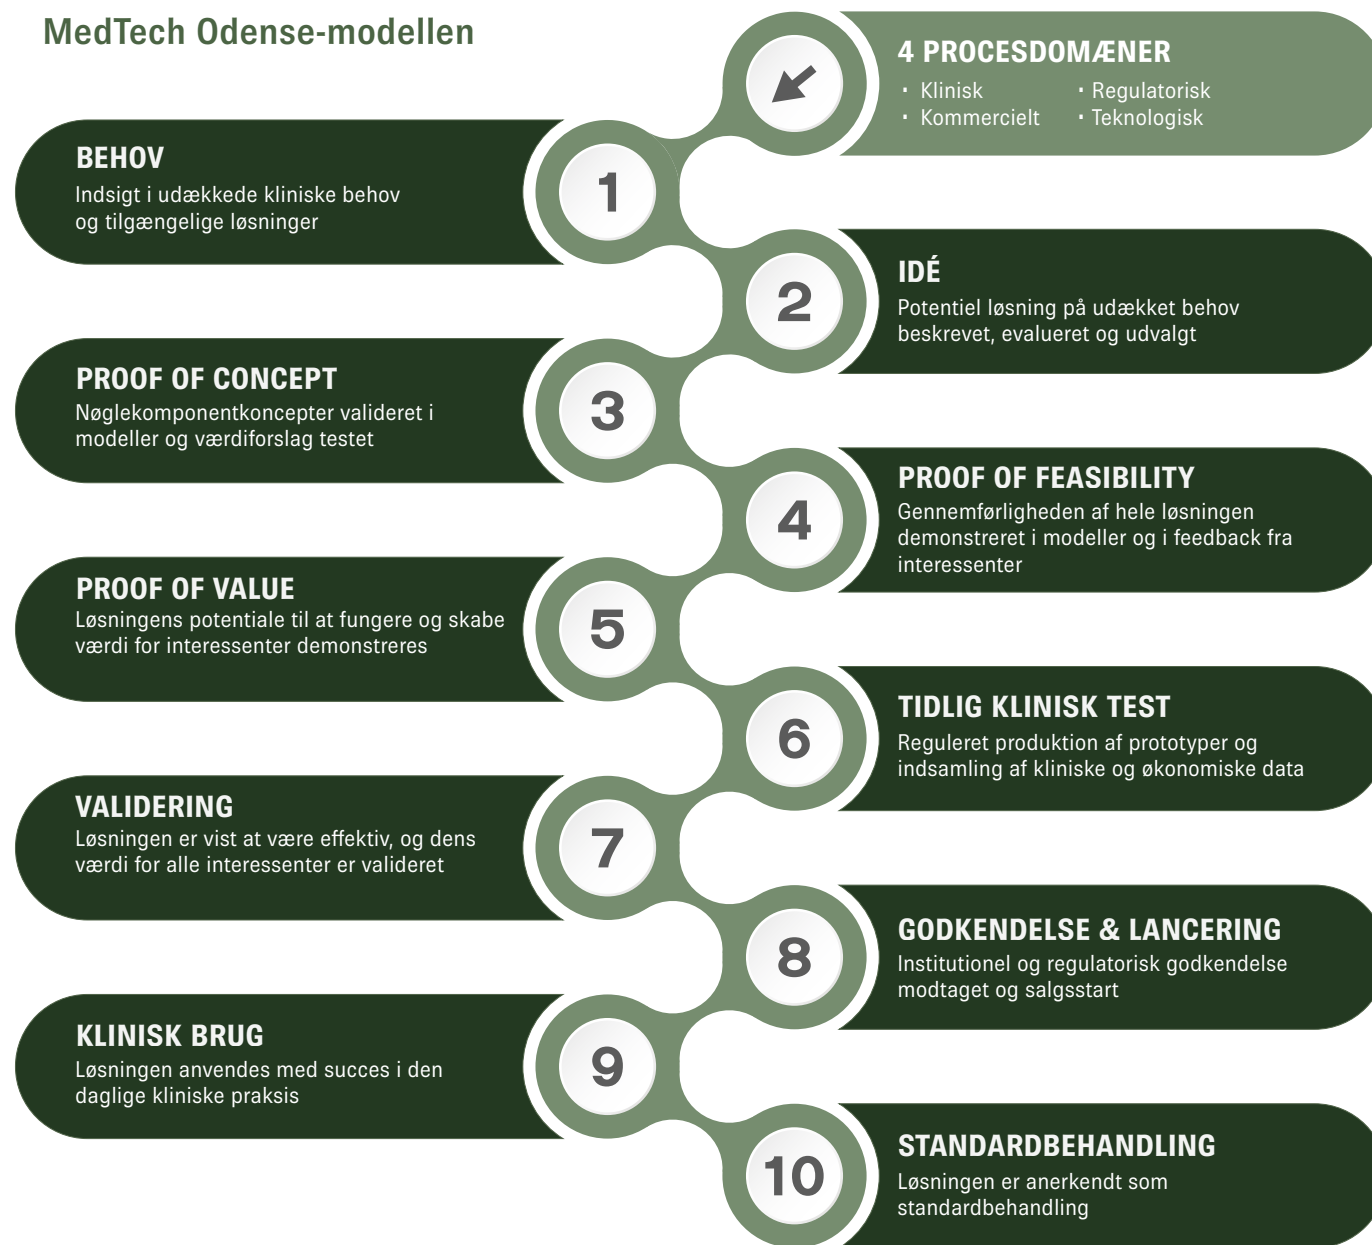 MedTech Odense-modellen
4 PROCESDOMÆNER
· Klinisk
· Kommercielt
· Regulatorisk
· Teknologisk
1
BEHOV
Indsigt i udækkede kliniske behov
og tilgængelige løsninger
2
IDÉ
Potentiel løsning på udækket behov
beskrevet, evalueret og udvalgt
3
PROOF OF CONCEPT
Nøglekomponentkoncepter valideret i
modeller og værdiforslag testet
4
PROOF OF FEASIBILITY
Gennemførligheden af hele løsningen
demonstreret i modeller og i feedback fra
interessenter
5
PROOF OF VALUE
Løsningens potentiale til at fungere og skabe
værdi for interessenter demonstreres
6
TIDLIG KLINISK TEST
Reguleret produktion af prototyper og
indsamling af kliniske og økonomiske data
7
VALIDERING
Løsningen er vist at være effektiv, og dens
værdi for alle interessenter er valideret
8
GODKENDELSE & LANCERING
Institutionel og regulatorisk godkendelse
modtaget og salgsstart
9
KLINISK BRUG
Løsningen anvendes med succes i den
daglige kliniske praksis
10
STANDARDBEHANDLING
Løsningen er anerkendt som
standardbehandling